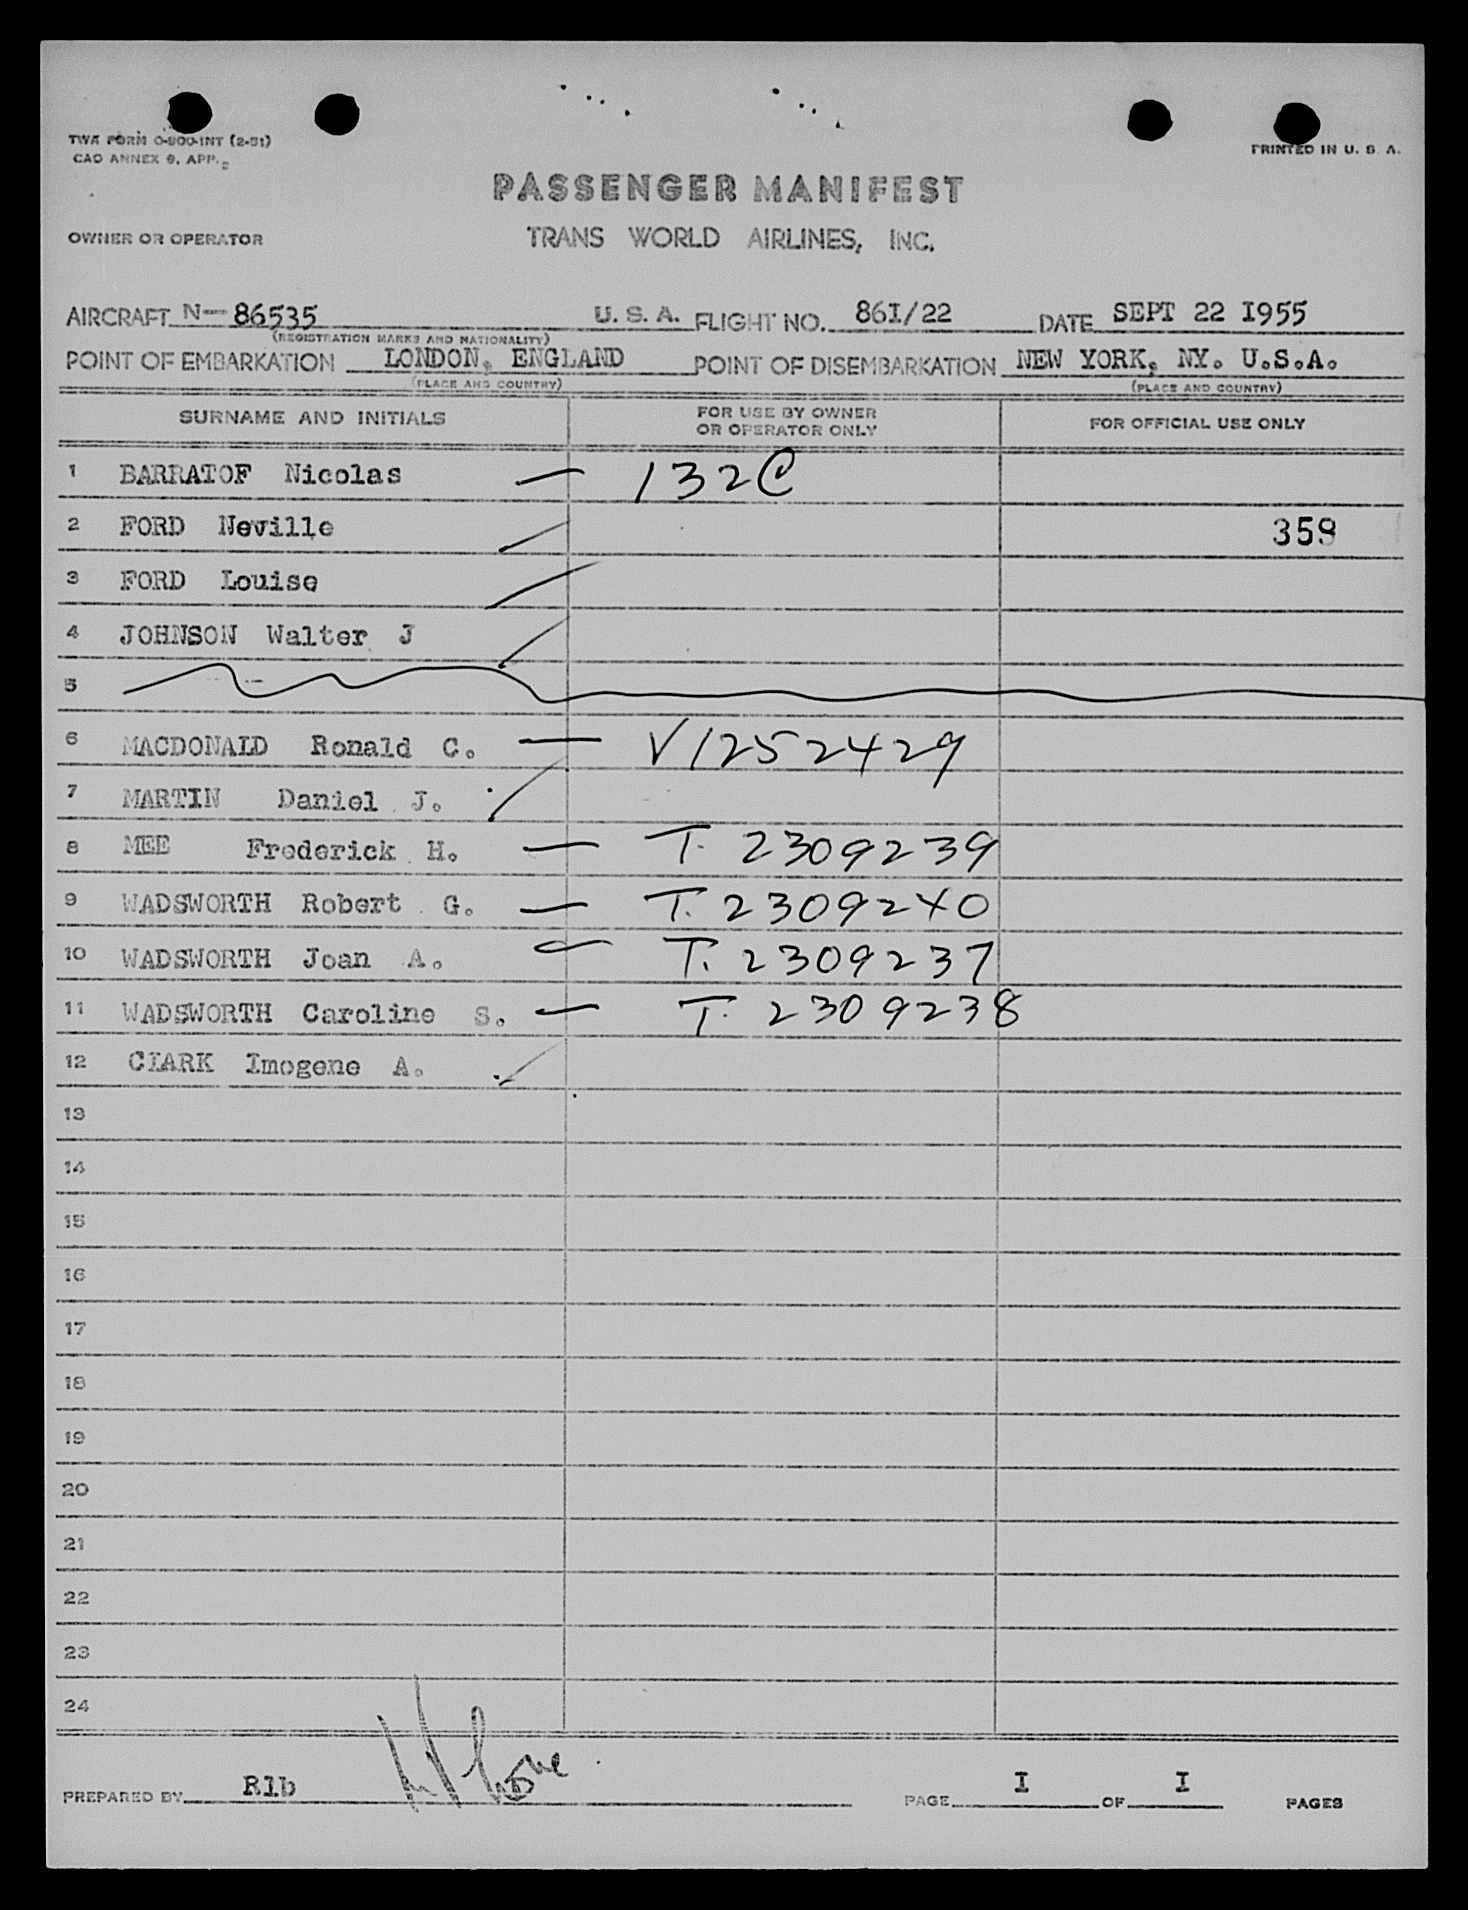 TWA FORM O-800-INT (2-51)
CAO ANNEX 9, APP. 2
PRINTED IN U. S. A.
PASSENGER MANIFEST
OWNER OR OPERATOR TRANS WORLD AIRLINES, INC.
AIRCRAFT N-86535 U. S. A. FLIGHT NO. 86I/22 DATE SEPT 22 I955
(REGISTRATION MARKS AND NATIONALITY)
POINT OF EMBARKATION LONDON, ENGLAND POINT OF DISEMBARKATION NEW YORK, NY. U.S.A.
(PLACE AND COUNTRY) (PLACE AND COUNTRY)
SURNAME AND INITIALS FOR USE BY OWNER OR OPERATOR ONLY FOR OFFICIAL USE ONLY
1 BARRATOF Nicolas — 132C
2 FORD Neville 358
3 FORD Louise
4 JOHNSON Walter J
5
6 MACDONALD Ronald C. — V1252429
7 MARTIN Daniel J.
8 MEE Frederick H. — T. 2309239
9 WADSWORTH Robert G. — T. 2309240
10 WADSWORTH Joan A. — T. 2309237
11 WADSWORTH Caroline S. — T. 2309238
12 CLARK Imogene A.
13
14
15
16
17
18
19
20
21
22
23
24
PREPARED BY Rlb PAGE I OF I PAGES